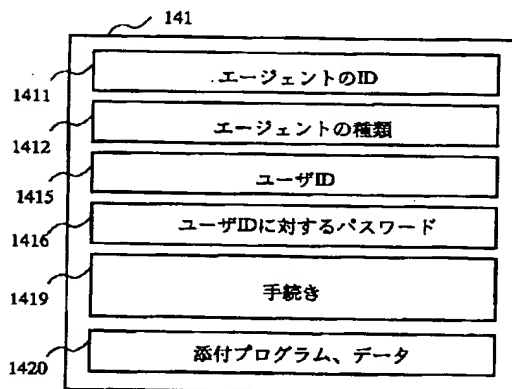 141
1411
エージェントのID
1412
エージェントの種類
1415
ユーザID
1416
ユーザIDに対するパスワード
1419
手続き
1420
添付プログラム、データ